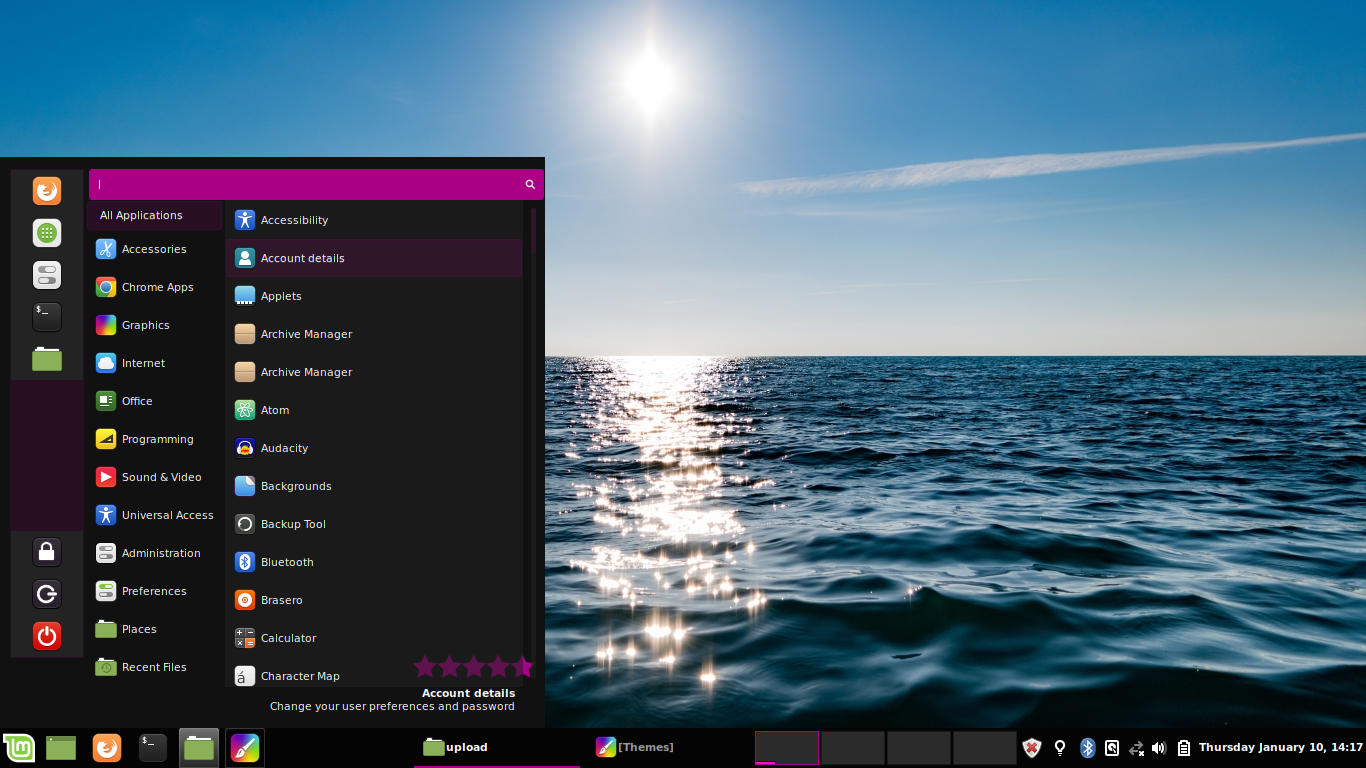 All Applications
Accessories
Chrome Apps
Graphics
Internet
Office
Programming
Sound & Video
Universal Access
Administration
Preferences
Places
Recent Files
Accessibility
Account details
Applets
Archive Manager
Archive Manager
Atom
Audacity
Backgrounds
Backup Tool
Bluetooth
Brasero
Calculator
á Character Map
Account details
Change your user preferences and password
$_
$_
upload
[Themes]
Thursday January 10, 14:17